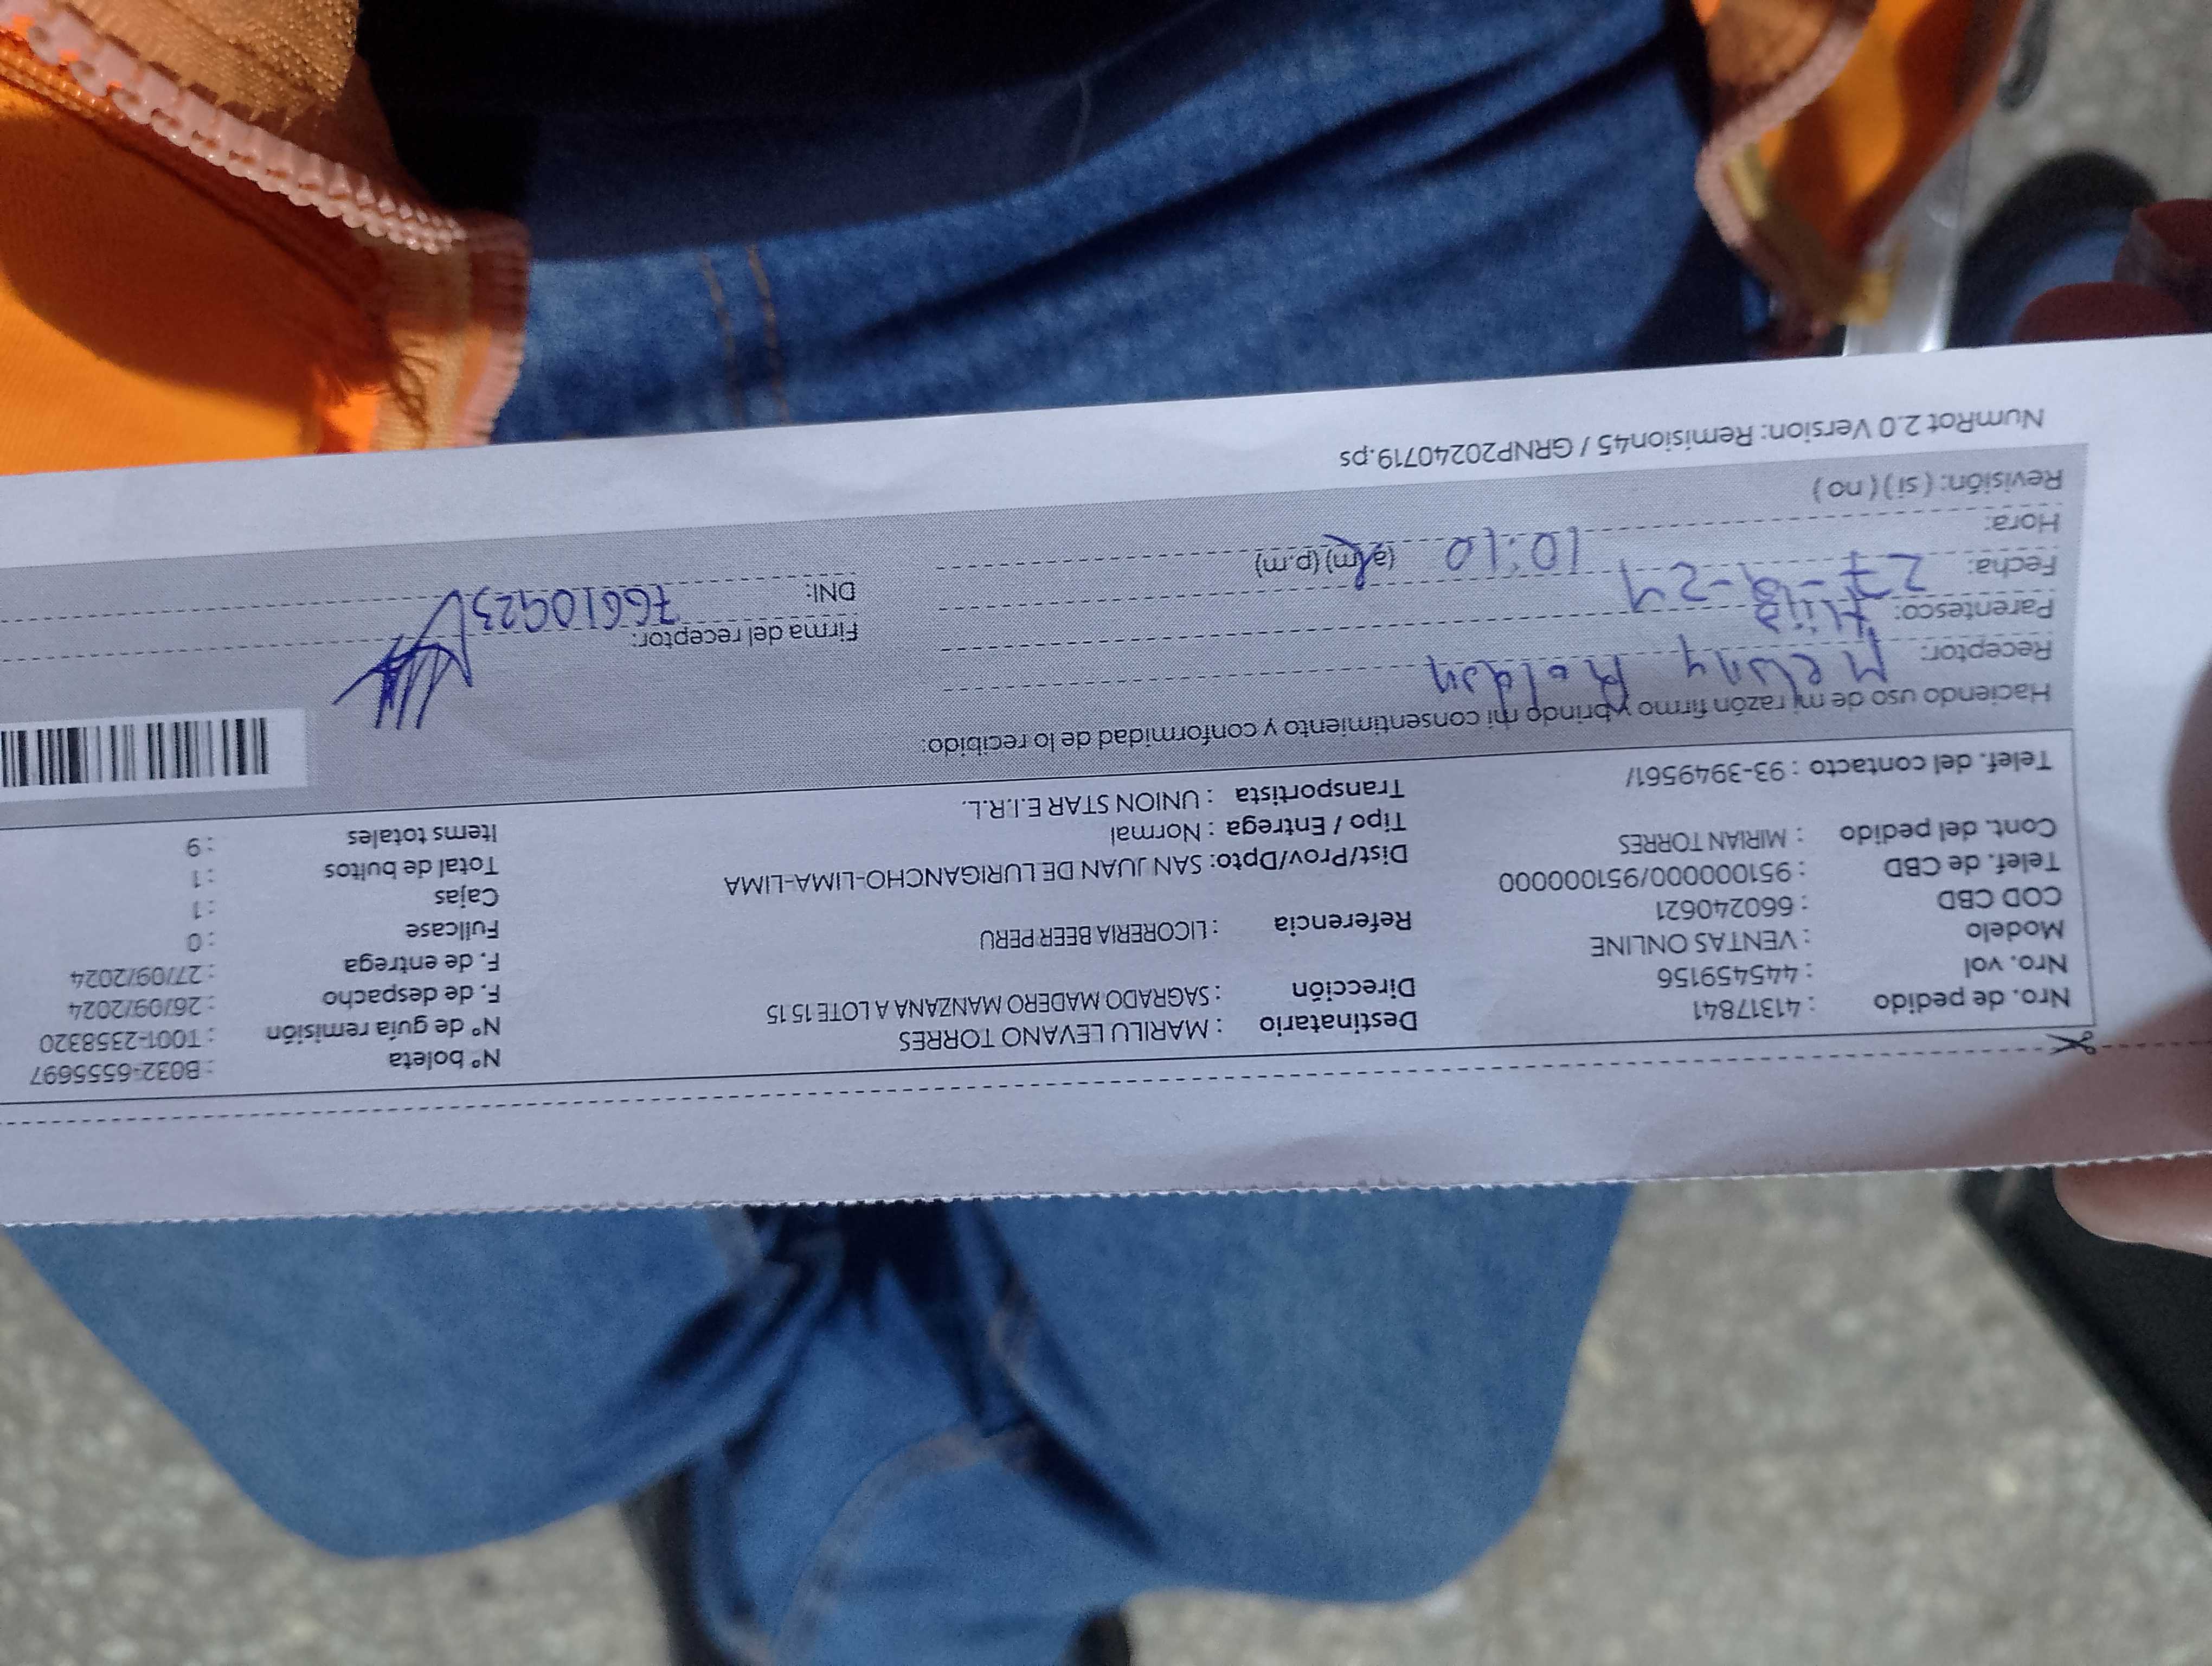 Nro. de pedido : 41317841
Nro. vol : 445459156
Modelo : VENTAS ONLINE
COD CBD : 660240621
Telef. de CBD : 951000000/951000000
Cont. del pedido : MIRIAN TORRES
Telef. del contacto : 93-3949561/
Destinatario : MARILU LEVANO TORRES
Dirección : SAGRADO MADERO MANZANA A LOTE 15 15
Referencia : LICORERIA BEER PERU
Dist/Prov/Dpto: SAN JUAN DE LURIGANCHO-LIMA-LIMA
Tipo / Entrega : Normal
Transportista : UNION STAR E.I.R.L.
N° boleta : B032-6555697
N° de guía remisión : T001-2358320
F. de despacho : 26/09/2024
F. de entrega : 27/09/2024
Fullcase : 0
Cajas : 1
Total de bultos : 1
Items totales : 9
Haciendo uso de mi razón firmo y brindo mi consentimiento y conformidad de lo recibido:
Receptor: Melany Roldan
Parentesco: Hija
Fecha: 27-9-24
Hora: 10:10 (a.m) (p.m)
Revisión: (si) (no)
Firma del receptor:
DNI: 76610923
NumRot 2.0 Version: Remision45 / GRNP20240719.ps